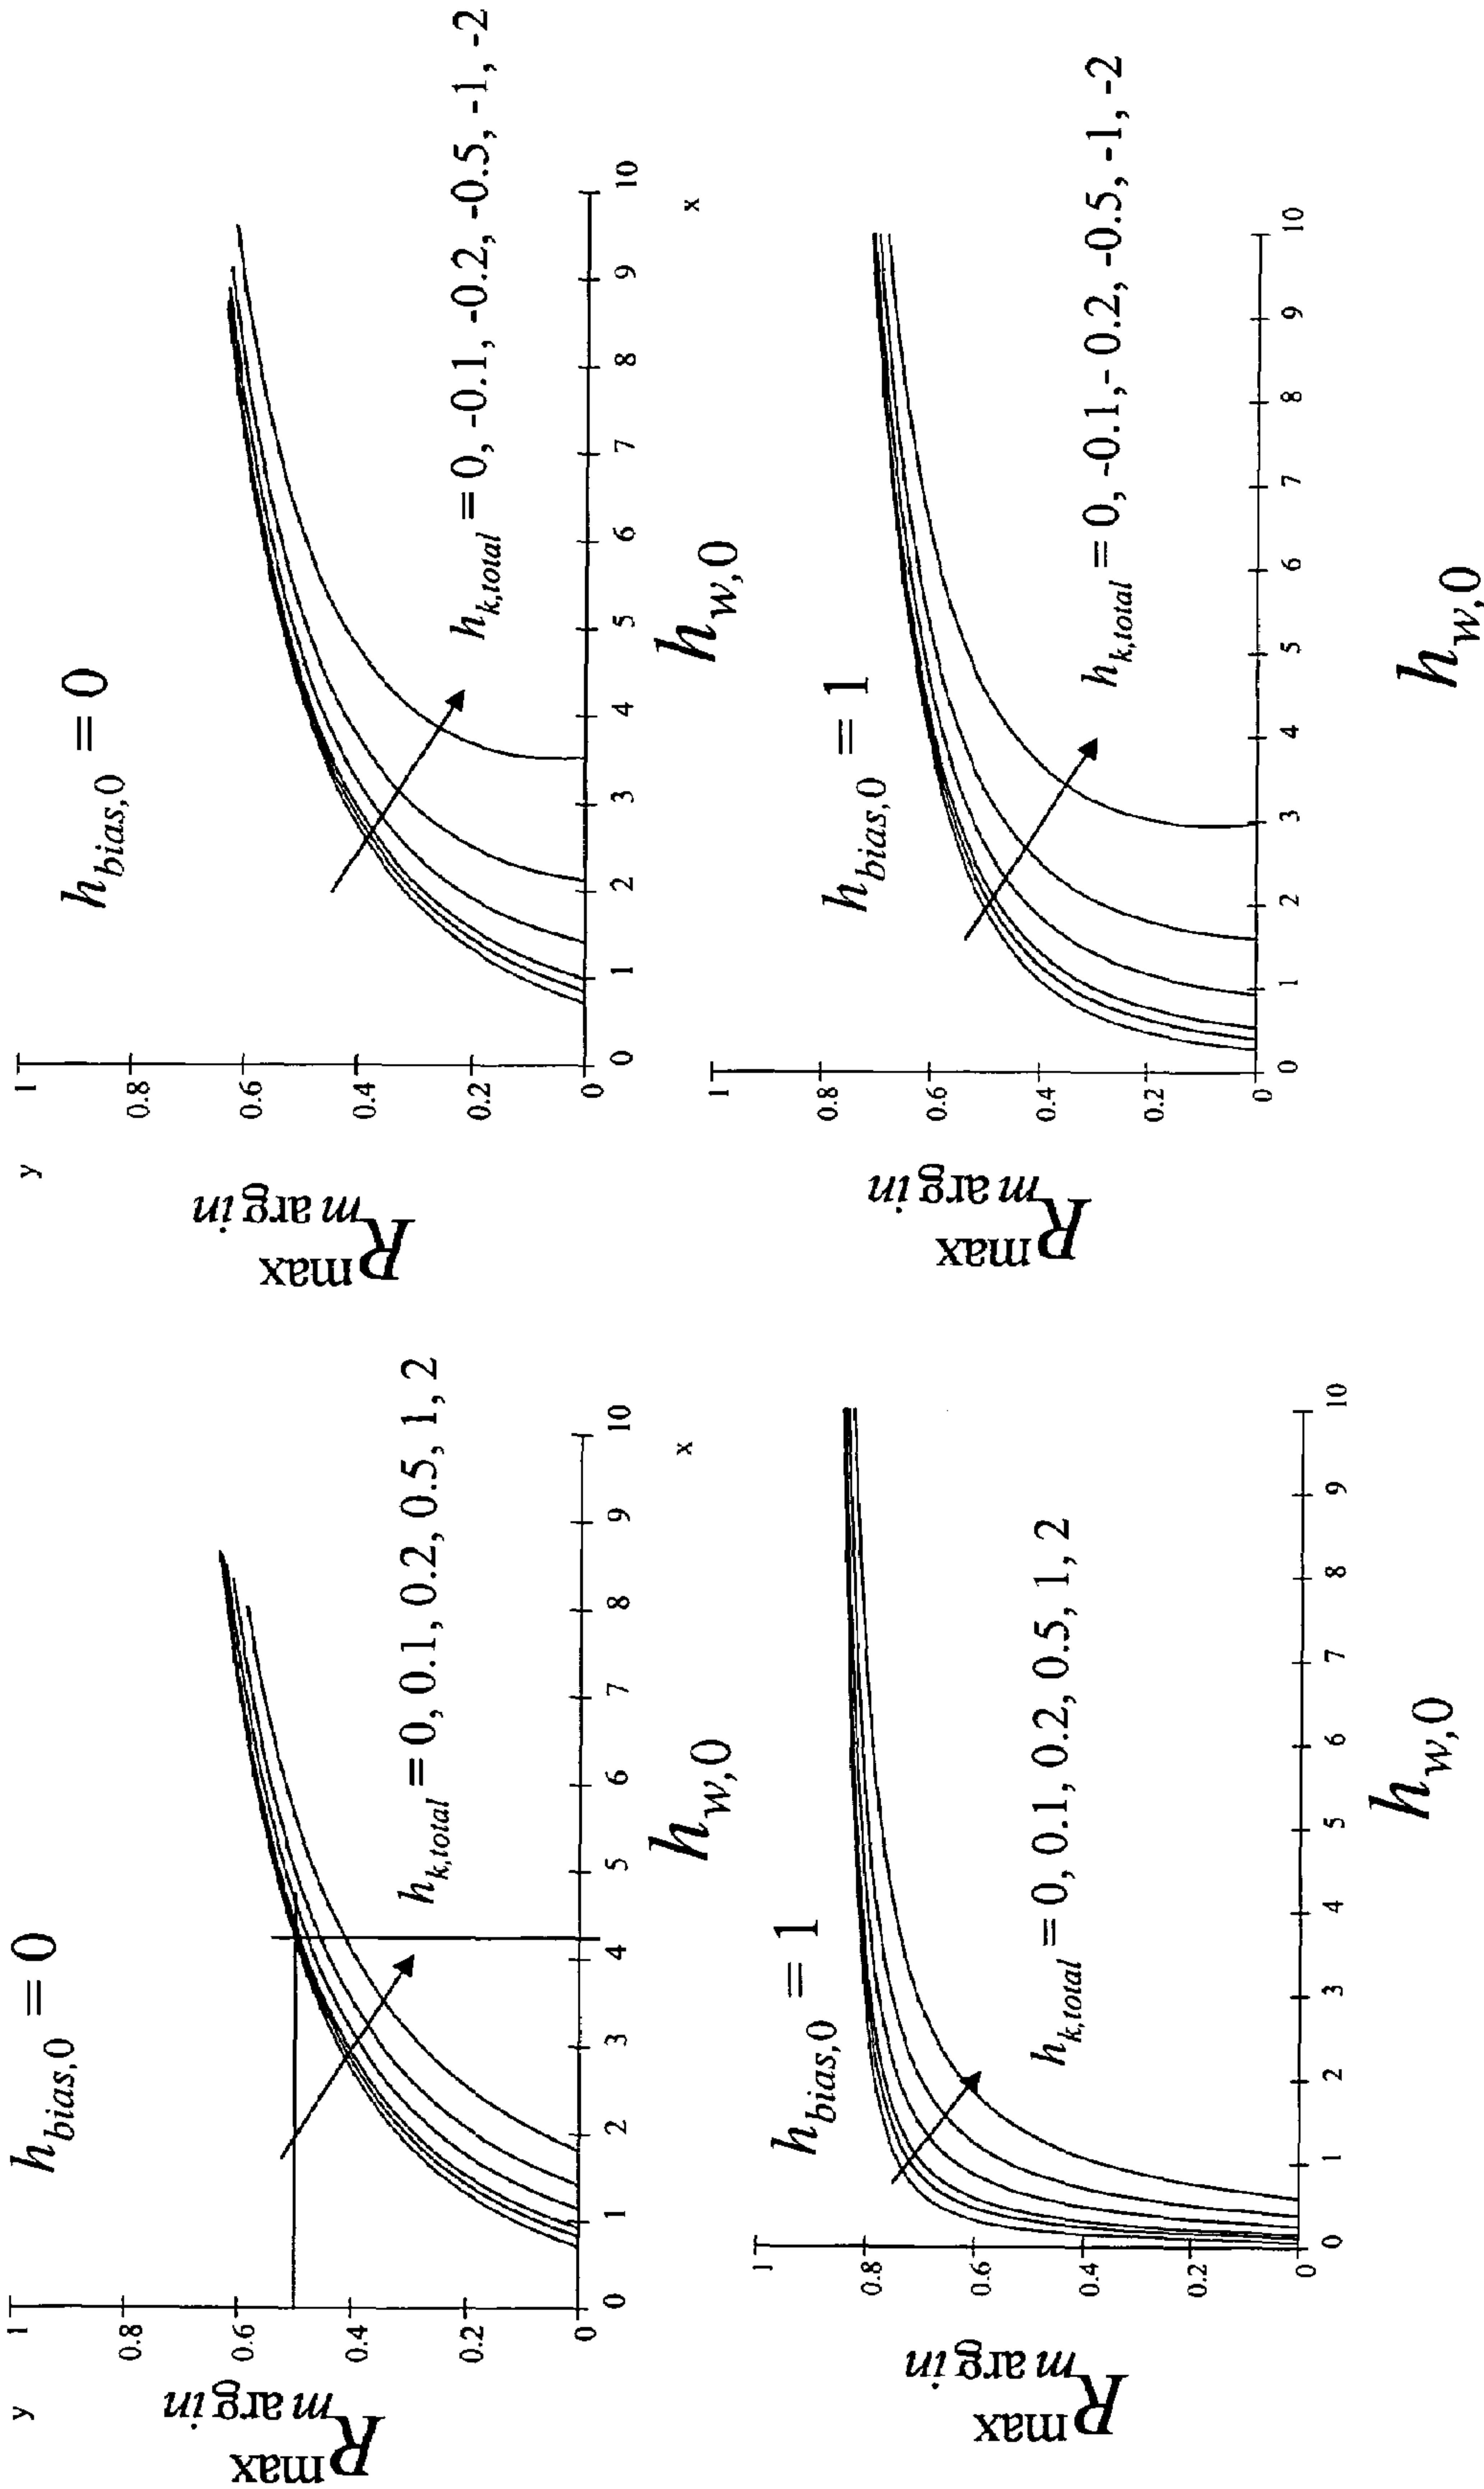 h_{bias,0} = 0
y
1
0.8
0.6
0.4
0.2
0
R^{max}_{margin}
0 1 2 3 4 5 6 7 8 9 10
x
h_{w,0}
h_{k,total} = 0, 0.1, 0.2, 0.5, 1, 2
h_{bias,0} = 0
y
1
0.8
0.6
0.4
0.2
0
R^{max}_{margin}
0 1 2 3 4 5 6 7 8 9 10
x
h_{w,0}
h_{k,total} = 0, -0.1, -0.2, -0.5, -1, -2
h_{bias,0} = 1
1
0.8
0.6
0.4
0.2
0
R^{max}_{margin}
0 1 2 3 4 5 6 7 8 9 10
h_{w,0}
h_{k,total} = 0, 0.1, 0.2, 0.5, 1, 2
h_{bias,0} = 1
1
0.8
0.6
0.4
0.2
0
R^{max}_{margin}
0 1 2 3 4 5 6 7 8 9 10
h_{w,0}
h_{k,total} = 0, -0.1, - 0.2, -0.5, -1, -2